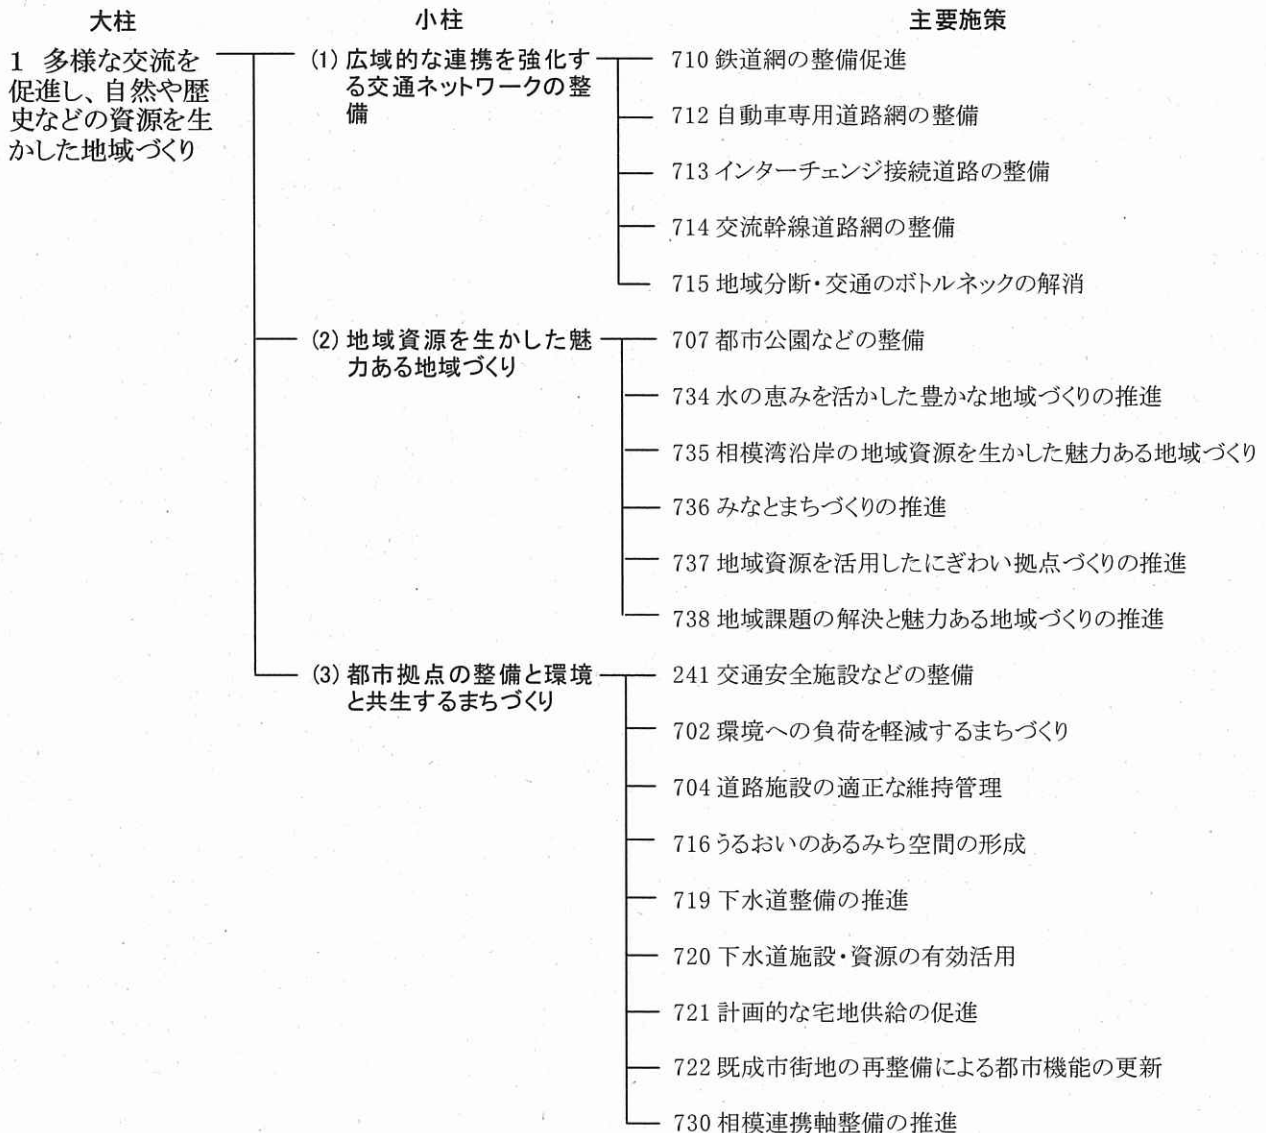 大柱 小柱 主要施策
1 多様な交流を
促進し、自然や歴
史などの資源を生
かした地域づくり
(1) 広域的な連携を強化す
る交通ネットワークの整
備
710 鉄道網の整備促進
712 自動車専用道路網の整備
713 インターチェンジ接続道路の整備
714 交流幹線道路網の整備
715 地域分断・交通のボトルネックの解消
(2) 地域資源を生かした魅
力ある地域づくり
707 都市公園などの整備
734 水の恵みを活かした豊かな地域づくりの推進
735 相模湾沿岸の地域資源を生かした魅力ある地域づくり
736 みなとまちづくりの推進
737 地域資源を活用したにぎわい拠点づくりの推進
738 地域課題の解決と魅力ある地域づくりの推進
(3) 都市拠点の整備と環境
と共生するまちづくり
241 交通安全施設などの整備
702 環境への負荷を軽減するまちづくり
704 道路施設の適正な維持管理
716 うるおいのあるみち空間の形成
719 下水道整備の推進
720 下水道施設・資源の有効活用
721 計画的な宅地供給の促進
722 既成市街地の再整備による都市機能の更新
730 相模連携軸整備の推進